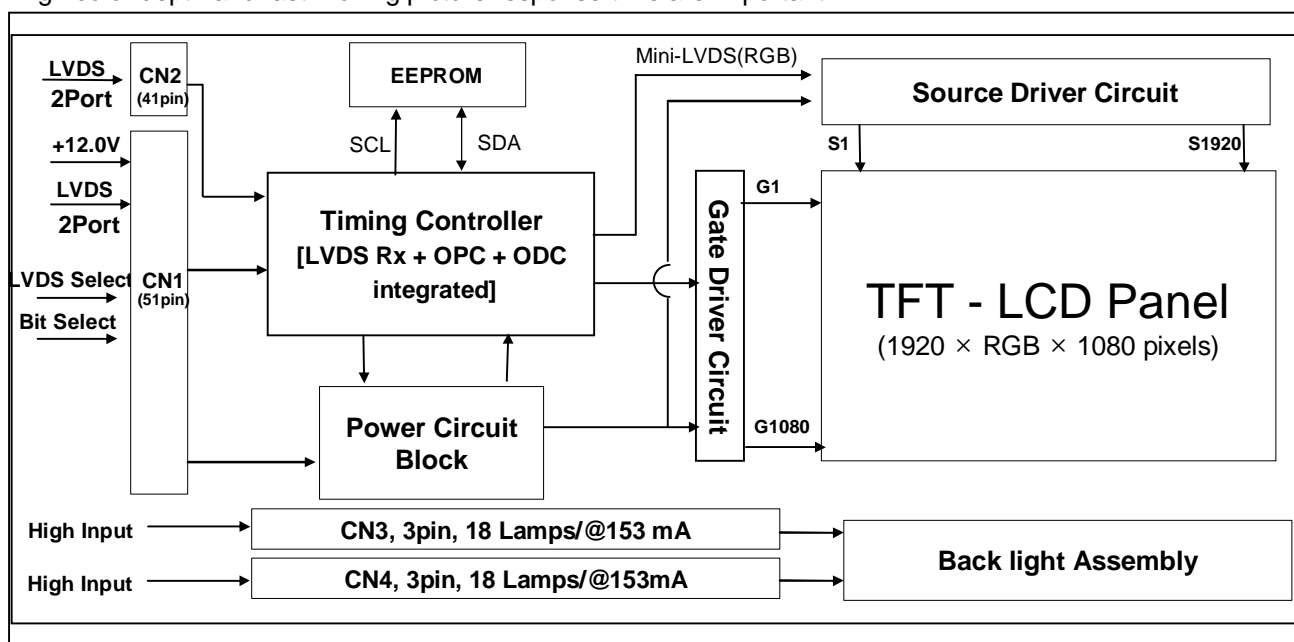 LVDS
2Port
CN2
(41pin)
+12.0V
LVDS
2Port
LVDS Select
Bit Select
CN1
(51pin)
EEPROM
SCL
SDA
Timing Controller
[LVDS Rx + OPC + ODC
integrated]
Power Circuit
Block
Mini-LVDS(RGB)
Source Driver Circuit
S1
S1920
G1
Gate Driver Circuit
G1080
TFT - LCD Panel
(1920 × RGB × 1080 pixels)
High Input
CN3, 3pin, 18 Lamps/@153 mA
High Input
CN4, 3pin, 18 Lamps/@153mA
Back light Assembly